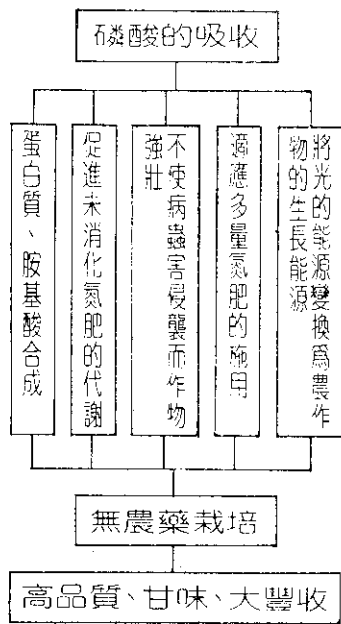 磷酸的吸收
將光的能源變換爲農作
物的生長能源
適應多量氮肥的施用
不使病蟲害侵襲而作物
強壯
促進未消化氮肥的代謝
蛋白質、胺基酸合成
無農藥栽培
高品質、甘味、大豐收